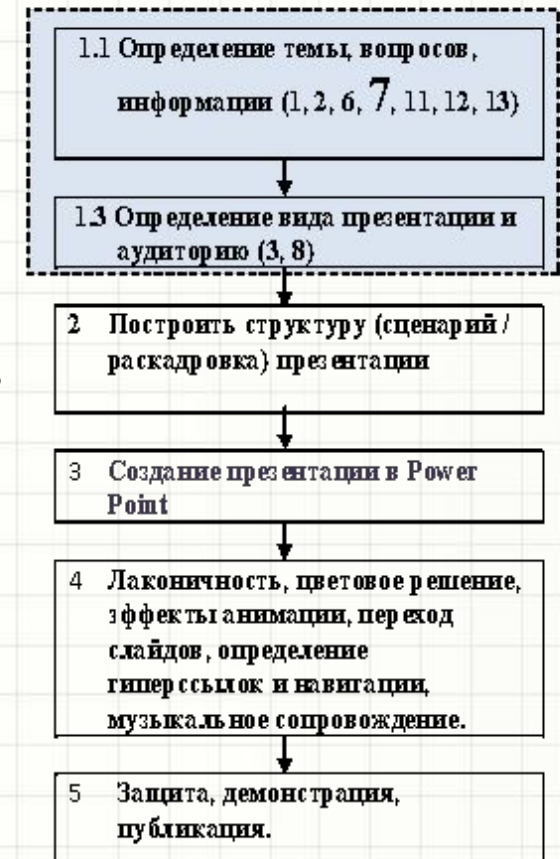 1.1 Определение темы, вопросов,
информации (1, 2, 6, 7, 11, 12, 13)
1.3 Определение вида презентации и
аудиторию (3, 8)
2 Построить структуру (сценарий /
раскадровка) презентации
3 Создание презентации в Power
Point
4 Лаконичность, цветовое решение,
эффекты анимации, переход
слайдов, определение
гиперссылок и навигации,
музыкальное сопровождение.
5 Защита, демонстрация,
публикация.